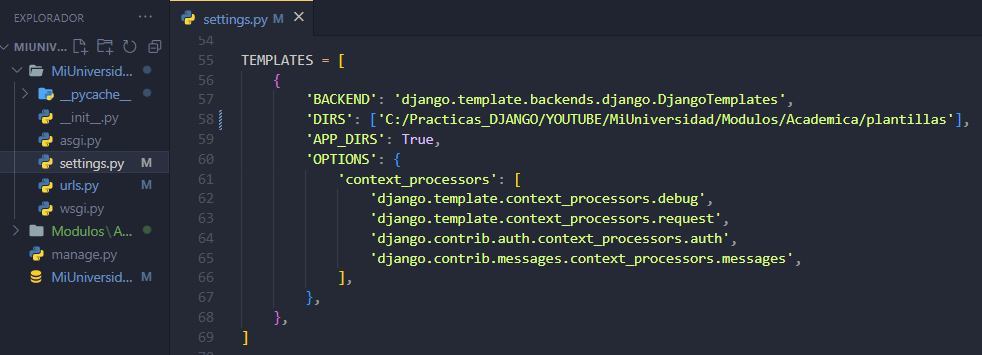 EXPLORADOR ...
MIUNIV...
MiUniversid...
__pycache__
__init__.py
asgi.py
settings.py M
urls.py M
wsgi.py
Modulos\A...
manage.py
MiUniversid... M
settings.py M ×
54
55 TEMPLATES = [
56 {
57 'BACKEND': 'django.template.backends.django.DjangoTemplates',
58 'DIRS': ['C:/Practicas_DJANGO/YOUTUBE/MiUniversidad/Modulos/Academica/plantillas'],
59 'APP_DIRS': True,
60 'OPTIONS': {
61 'context_processors': [
62 'django.template.context_processors.debug',
63 'django.template.context_processors.request',
64 'django.contrib.auth.context_processors.auth',
65 'django.contrib.messages.context_processors.messages',
66 ],
67 },
68 },
69 ]